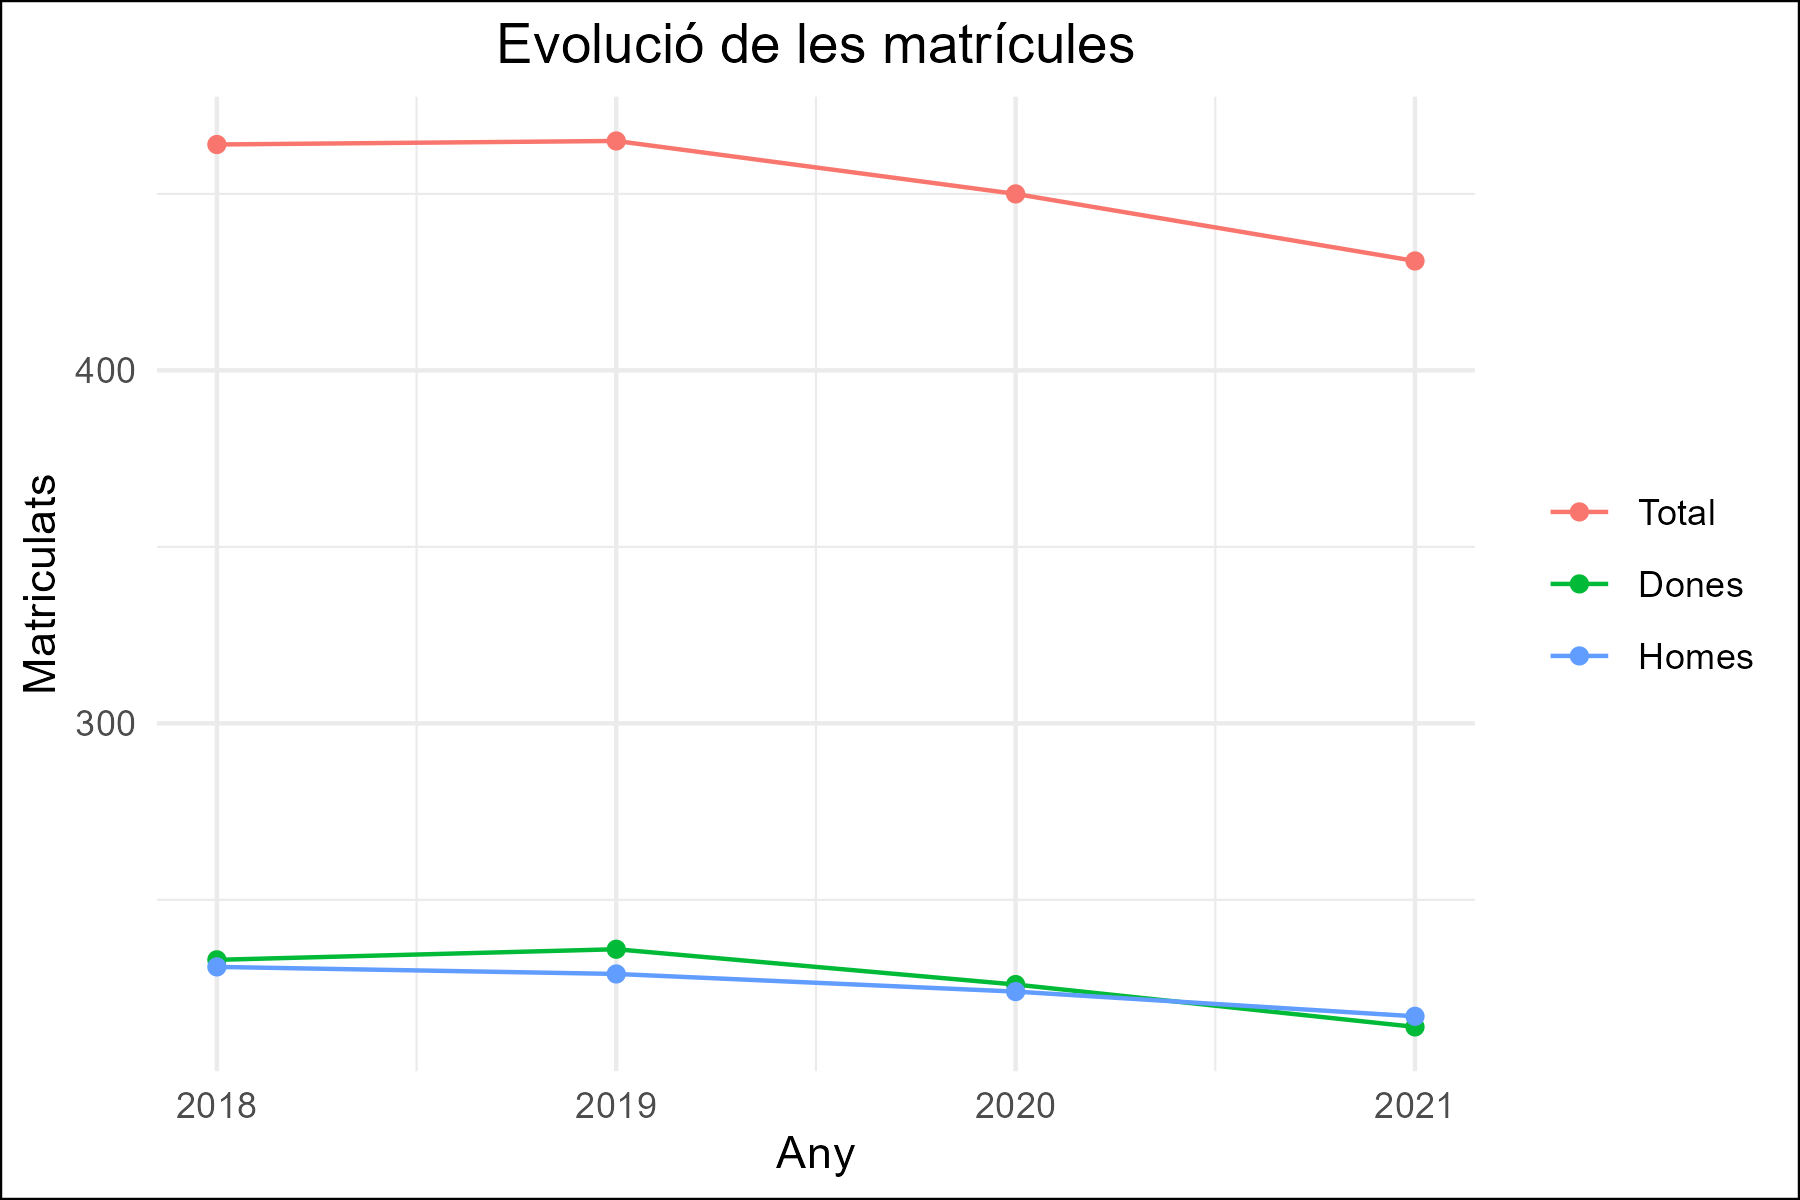 Evolució de les matrícules
400
300
Matriculats
2018 2019 2020 2021
Any
Total
Dones
Homes